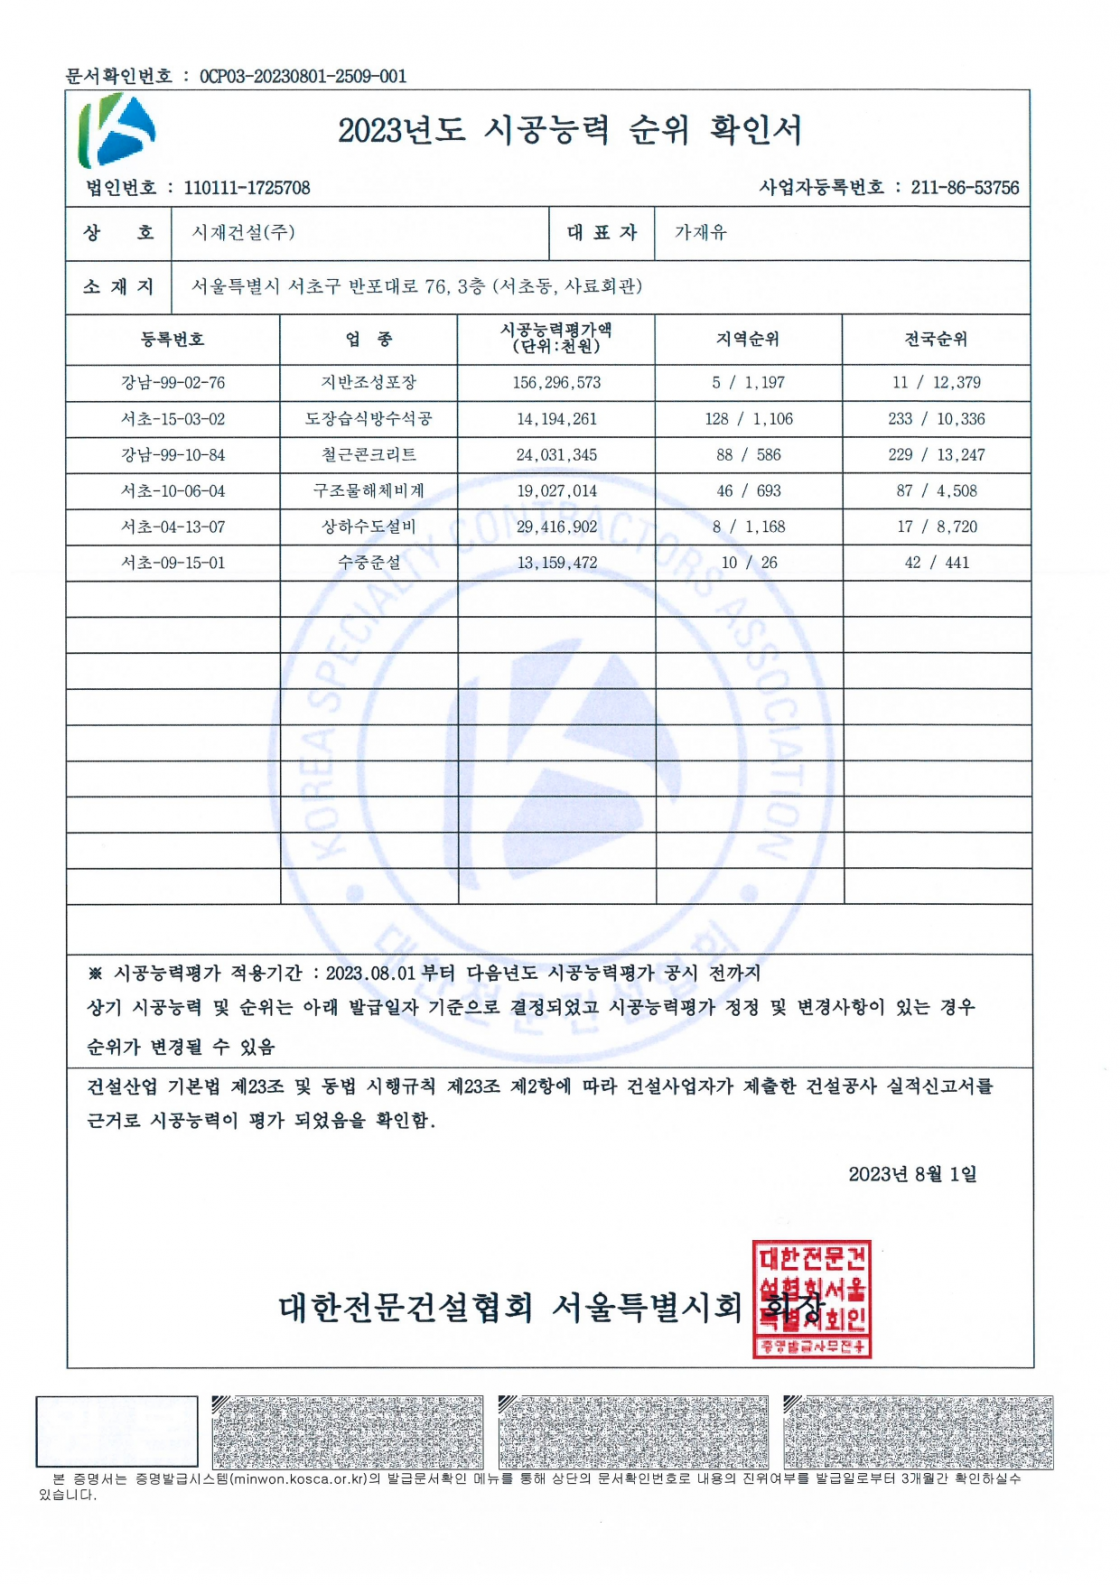 문서확인번호 : 0CP03-20230801-2509-001
2023년도 시공능력 순위 확인서
법인번호 : 110111-1725708 사업자등록번호 : 211-86-53756
상 호 시재건설(주) 대 표 자 가재유
소 재 지 서울특별시 서초구 반포대로 76, 3층 (서초동, 사료회관)
등록번호 업 종 시공능력평가액 (단위:천원) 지역순위 전국순위
강남-99-02-76 지반조성포장 156,296,573 5 / 1,197 11 / 12,379
서초-15-03-02 도장습식방수석공 14,194,261 128 / 1,106 233 / 10,336
강남-99-10-84 철근콘크리트 24,031,345 88 / 586 229 / 13,247
서초-10-06-04 구조물해체비계 19,027,014 46 / 693 87 / 4,508
서초-04-13-07 상하수도설비 29,416,902 8 / 1,168 17 / 8,720
서초-09-15-01 수중준설 13,159,472 10 / 26 42 / 441
KOREA SPECIALTY CONTRACTORS ASSOCIATION
대한전문건설협회
※ 시공능력평가 적용기간 : 2023.08.01부터 다음년도 시공능력평가 공시 전까지
상기 시공능력 및 순위는 아래 발급일자 기준으로 결정되었고 시공능력평가 정정 및 변경사항이 있는 경우
순위가 변경될 수 있음
건설산업 기본법 제23조 및 동법 시행규칙 제23조 제2항에 따라 건설사업자가 제출한 건설공사 실적신고서를
근거로 시공능력이 평가 되었음을 확인함.
2023년 8월 1일
대한전문건설협회 서울특별시회 회장
대한전문건
설협회서울
특별시회인
증명발급사무전용
본 증명서는 증명발급시스템(minwon.kosca.or.kr)의 발급문서확인 메뉴를 통해 상단의 문서확인번호로 내용의 진위여부를 발급일로부터 3개월간 확인하실수
있습니다.